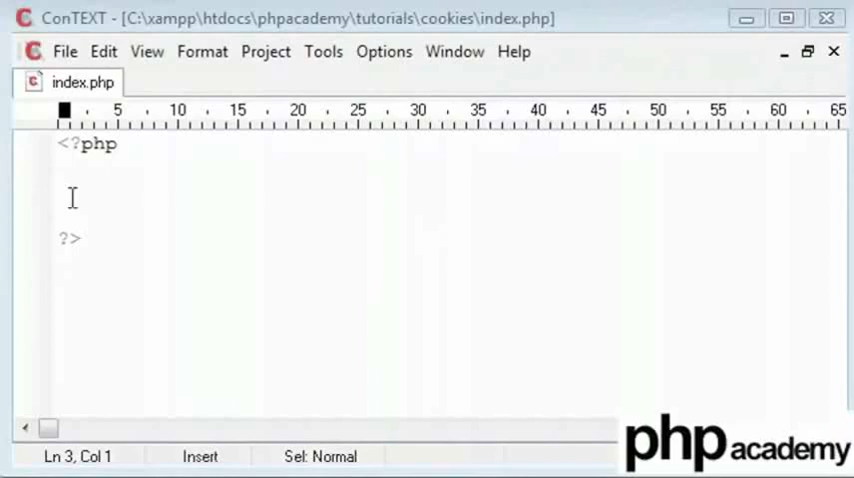 ConTEXT - [C:\xampp\htdocs\phpacademy\tutorials\cookies\index.php]
File Edit View Format Project Tools Options Window Help
index.php
5 10 15 20 25 30 35 40 45 50 55 60 65
<?php
?>
Ln 3, Col 1 Insert Sel: Normal
php academy